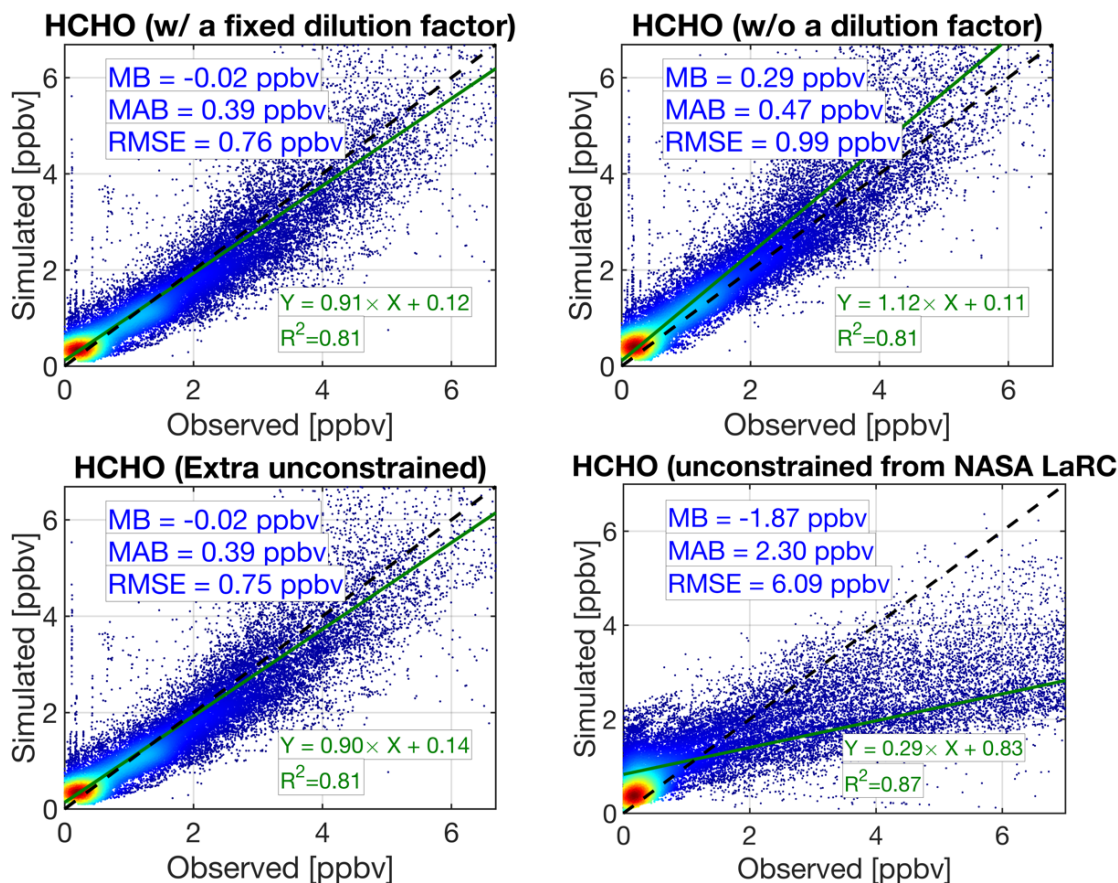 HCHO (w/ a fixed dilution factor)
MB = -0.02 ppbv
MAB = 0.39 ppbv
RMSE = 0.76 ppbv
Y = 0.91× X + 0.12
R²=0.81
Simulated [ppbv]
6
4
2
0
0 2 4 6
Observed [ppbv]
HCHO (w/o a dilution factor)
MB = 0.29 ppbv
MAB = 0.47 ppbv
RMSE = 0.99 ppbv
Y = 1.12× X + 0.11
R²=0.81
Simulated [ppbv]
6
4
2
0
0 2 4 6
Observed [ppbv]
HCHO (Extra unconstrained)
MB = -0.02 ppbv
MAB = 0.39 ppbv
RMSE = 0.75 ppbv
Y = 0.90× X + 0.14
R²=0.81
Simulated [ppbv]
6
4
2
0
0 2 4 6
Observed [ppbv]
HCHO (unconstrained from NASA LaRC
MB = -1.87 ppbv
MAB = 2.30 ppbv
RMSE = 6.09 ppbv
Y = 0.29× X + 0.83
R²=0.87
Simulated [ppbv]
6
4
2
0
0 2 4 6
Observed [ppbv]